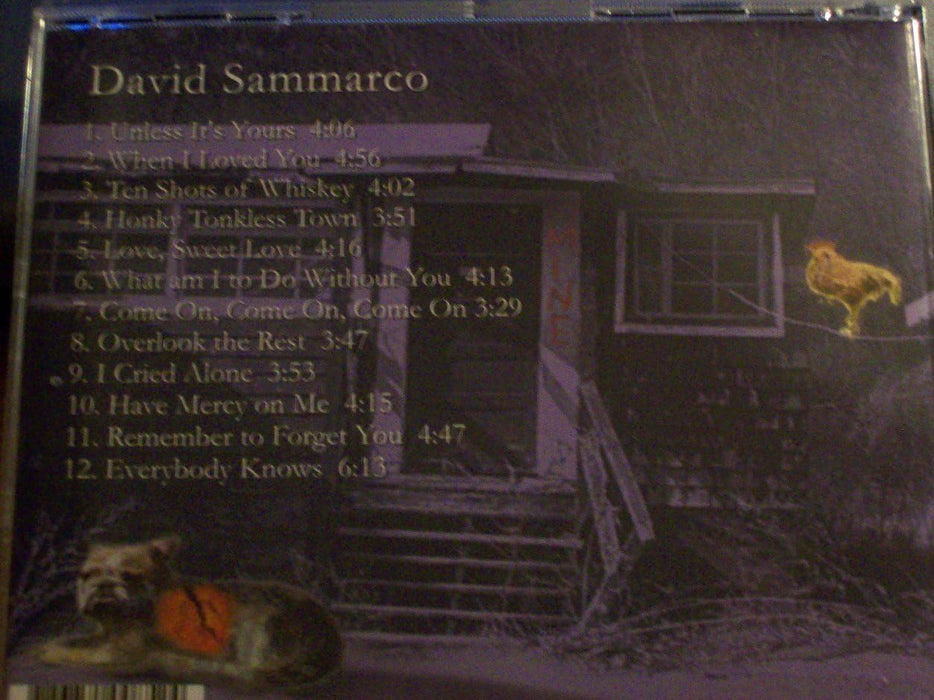 David Sammarco
1. Unless It's Yours 4:06
2. When I Loved You 4:56
3. Ten Shots of Whiskey 4:02
4. Honky Tonkless Town 3:51
5. Love, Sweet Love 4:16
6. What am I to Do Without You 4:13
7. Come On, Come On, Come On 3:29
8. Overlook the Rest 3:47
9. I Cried Alone 3:53
10. Have Mercy on Me 4:15
11. Remember to Forget You 4:47
12. Everybody Knows 6:13
WINE